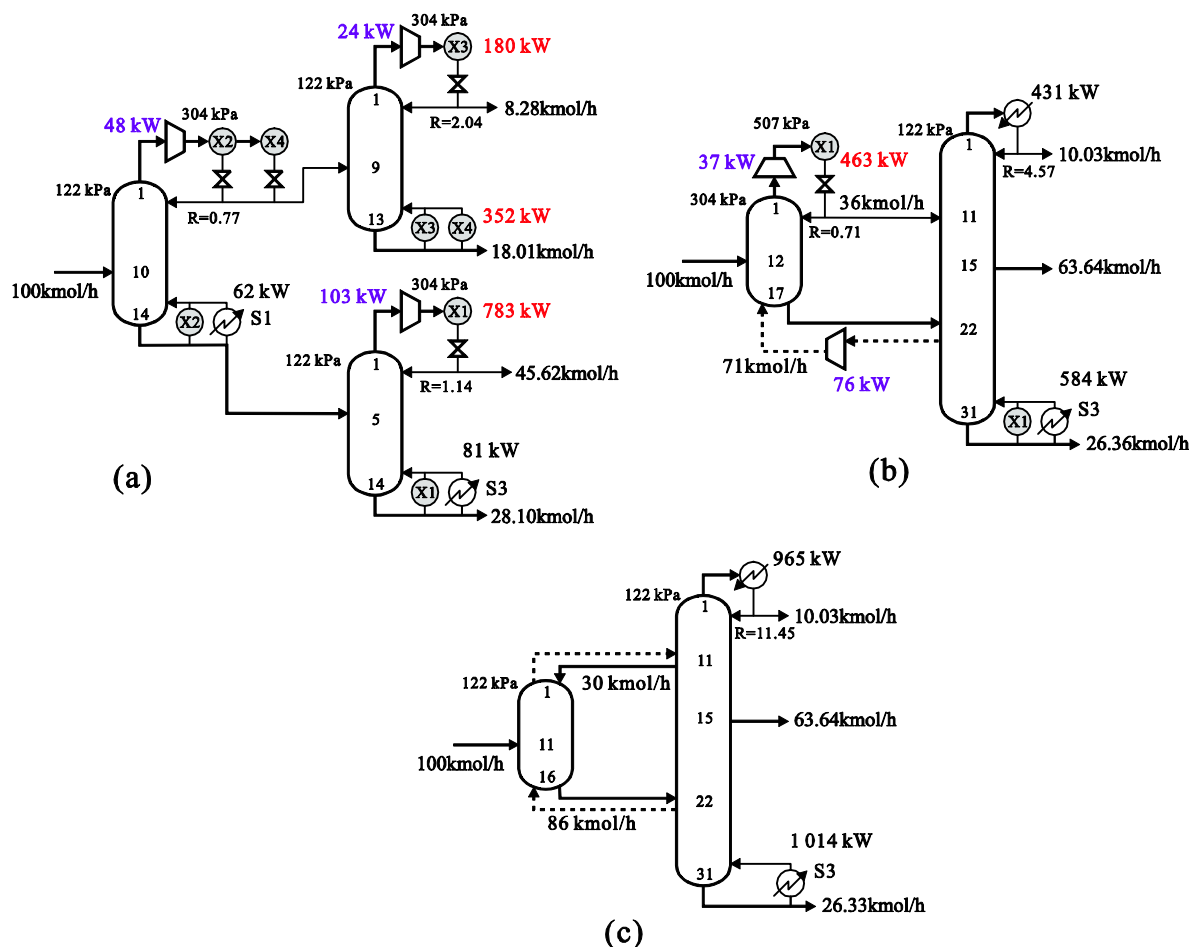 24 kW
304 kPa
X3
180 kW
122 kPa
1
8.28kmol/h
R=2.04
48 kW
304 kPa
X2
X4
9
122 kPa
1
R=0.77
13
X3
X4
352 kW
18.01kmol/h
100kmol/h
10
14
62 kW
X2
S1
103 kW
304 kPa
X1
783 kW
122 kPa
1
45.62kmol/h
R=1.14
5
81 kW
14
X1
S3
28.10kmol/h
(a)
431 kW
122 kPa
1
10.03kmol/h
R=4.57
507 kPa
X1
37 kW
463 kW
304 kPa
1
36kmol/h
R=0.71
11
100kmol/h
12
17
15
63.64kmol/h
22
71kmol/h
76 kW
584 kW
31
X1
S3
26.36kmol/h
(b)
965 kW
122 kPa
1
10.03kmol/h
R=11.45
11
122 kPa
1
30 kmol/h
15
63.64kmol/h
100kmol/h
11
16
22
86 kmol/h
1 014 kW
31
S3
26.33kmol/h
(c)